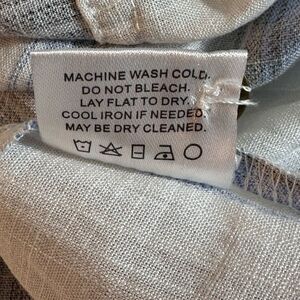 MACHINE WASH COLD.
DO NOT BLEACH.
LAY FLAT TO DRY.
COOL IRON IF NEEDED.
MAY BE DRY CLEANED.